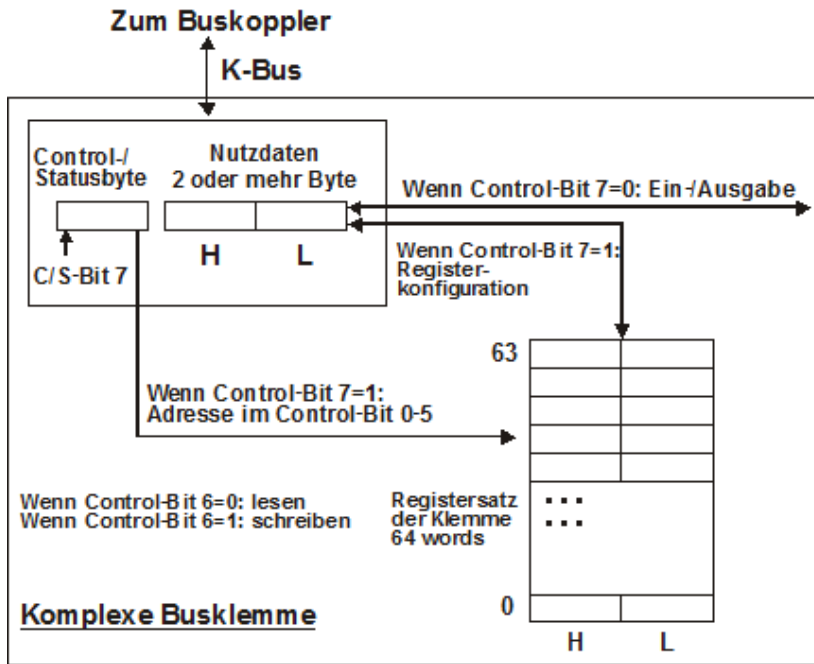 Zum Buskoppler
K-Bus
Control-/
Statusbyte
Nutzdaten
2 oder mehr Byte
H
L
C/S-Bit 7
Wenn Control-Bit 7=0: Ein-/Ausgabe
Wenn Control-Bit 7=1:
Register-
konfiguration
Wenn Control-Bit 7=1:
Adresse im Control-Bit 0-5
63
Wenn Control-Bit 6=0: lesen
Wenn Control-Bit 6=1: schreiben
Registersatz
der Klemme
64 words
...
...
0
H
L
Komplexe Busklemme